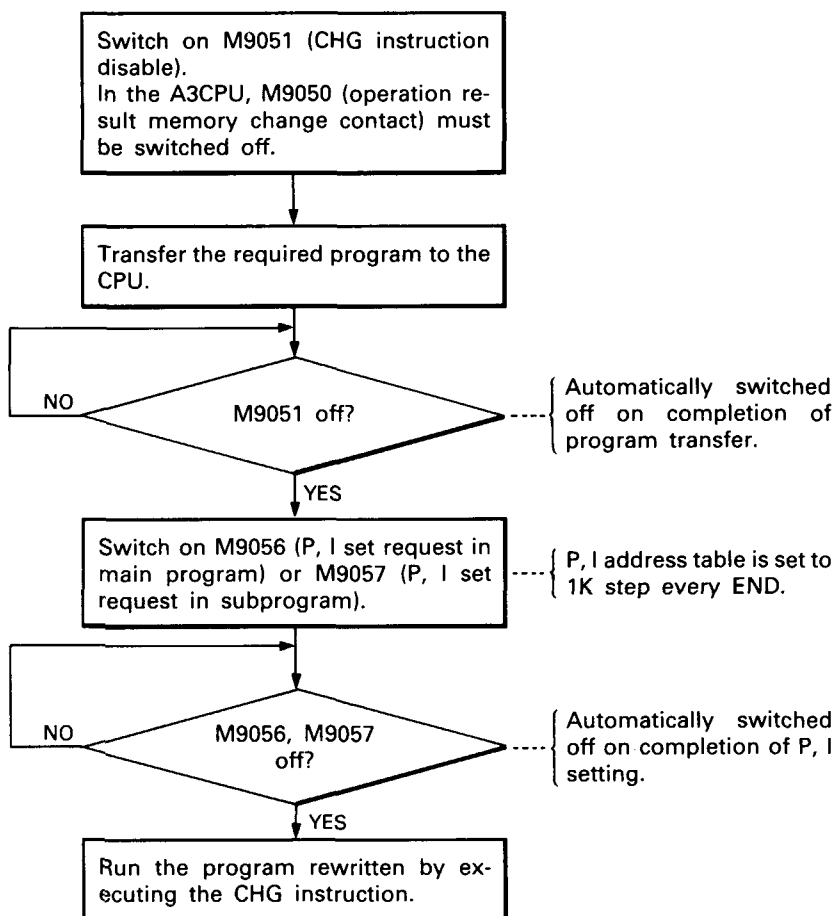 Switch on M9051 (CHG instruction
disable).
In the A3CPU, M9050 (operation re-
sult memory change contact) must
be switched off.
Transfer the required program to the
CPU.
NO
M9051 off?
Automatically switched
off on completion of
program transfer.
YES
Switch on M9056 (P, I set request in
main program) or M9057 (P, I set
request in subprogram).
P, I address table is set to
1K step every END.
NO
M9056, M9057
off?
Automatically switched
off on completion of P, I
setting.
YES
Run the program rewritten by ex-
ecuting the CHG instruction.